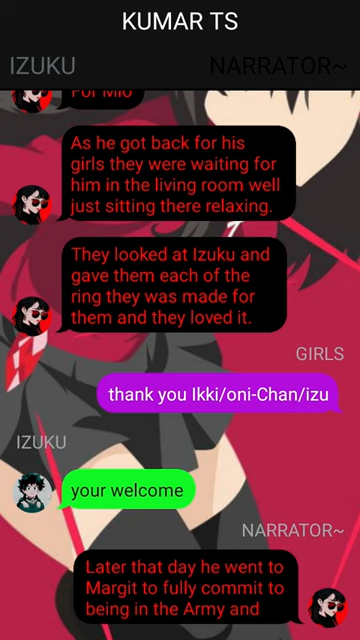 KUMAR TS
IZUKU
NARRATOR~
For Mio
As he got back for his
girls they were waiting for
him in the living room well
just sitting there relaxing.
They looked at Izuku and
gave them each of the
ring they was made for
them and they loved it.
GIRLS
thank you Ikki/oni-Chan/izu
IZUKU
your welcome
NARRATOR~
Later that day he went to
Margit to fully commit to
being in the Army and